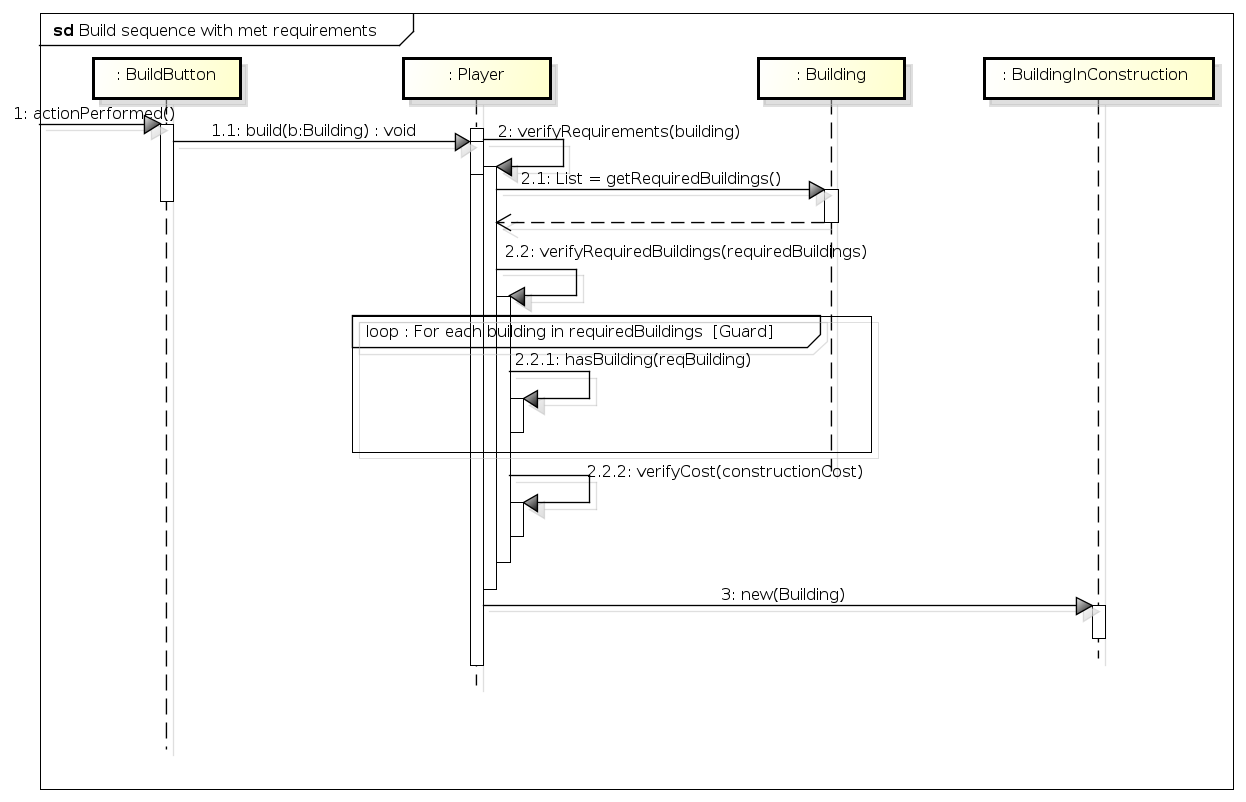 sd Build sequence with met requirements
: BuildButton
: Player
: Building
: BuildingInConstruction
1: actionPerformed()
1.1: build(b:Building) : void
2: verifyRequirements(building)
2.1: List = getRequiredBuildings()
2.2: verifyRequiredBuildings(requiredBuildings)
loop : For each building in requiredBuildings [Guard]
2.2.1: hasBuilding(reqBuilding)
2.2.2: verifyCost(constructionCost)
3: new(Building)